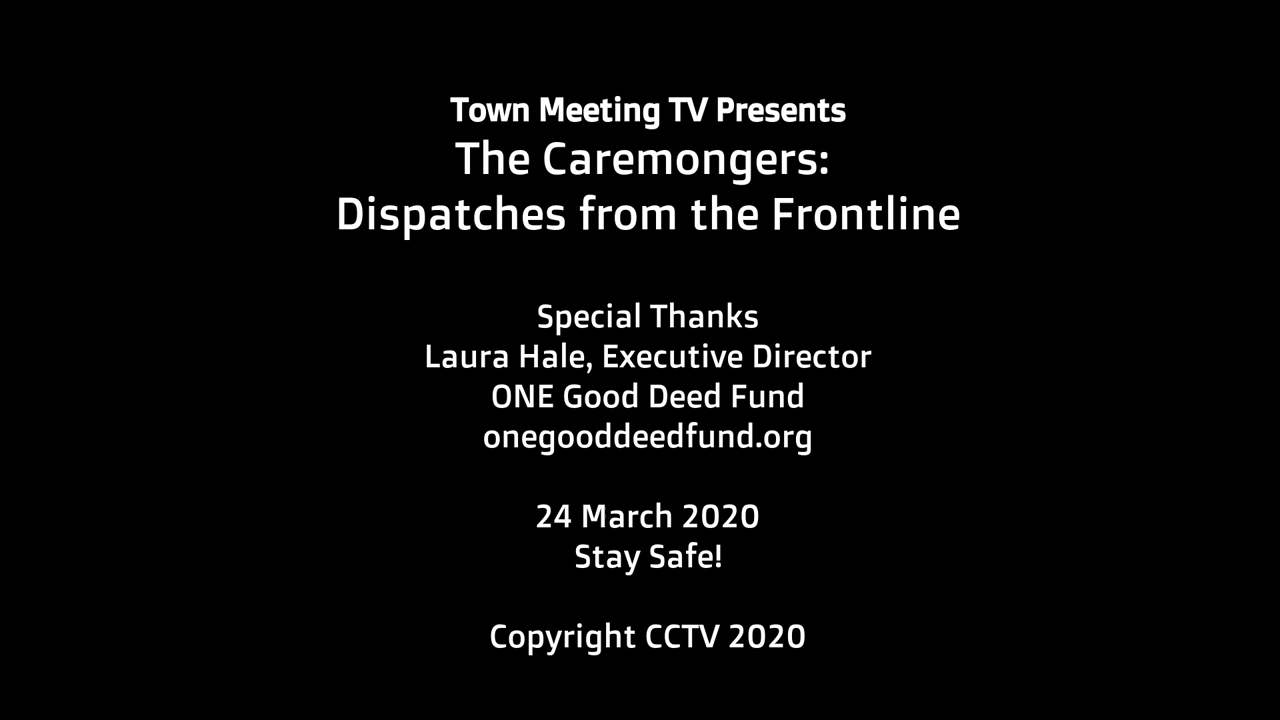 Town Meeting TV Presents
The Caremongers:
Dispatches from the Frontline
Special Thanks
Laura Hale, Executive Director
ONE Good Deed Fund
onegooddeedfund.org
24 March 2020
Stay Safe!
Copyright CCTV 2020